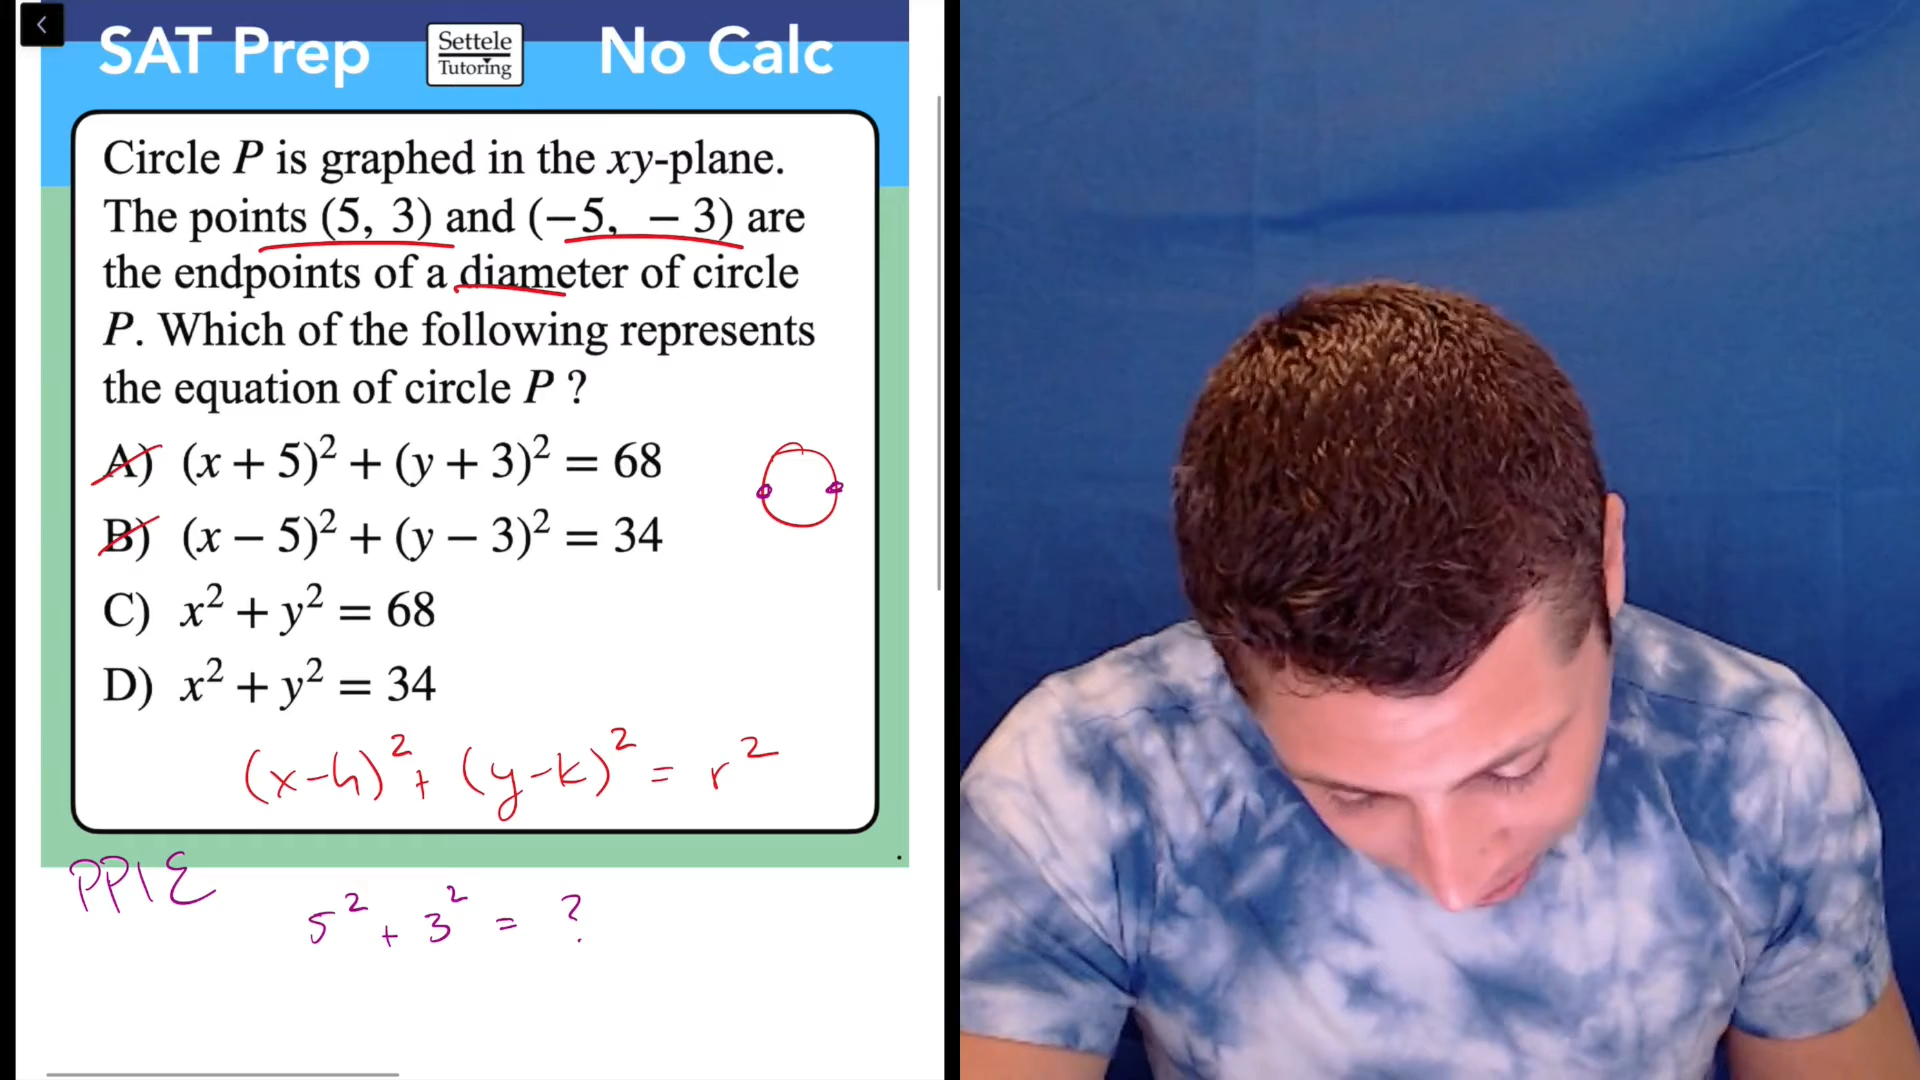 SAT Prep
Settele
Tutoring
No Calc
Circle P is graphed in the xy-plane.
The points (5, 3) and (−5, − 3) are
the endpoints of a diameter of circle
P. Which of the following represents
the equation of circle P ?
A) (x + 5)² + (y + 3)² = 68
B) (x − 5)² + (y − 3)² = 34
C) x² + y² = 68
D) x² + y² = 34
(x-h)² + (y-k)² = r²
PPIE
5² + 3² = ?